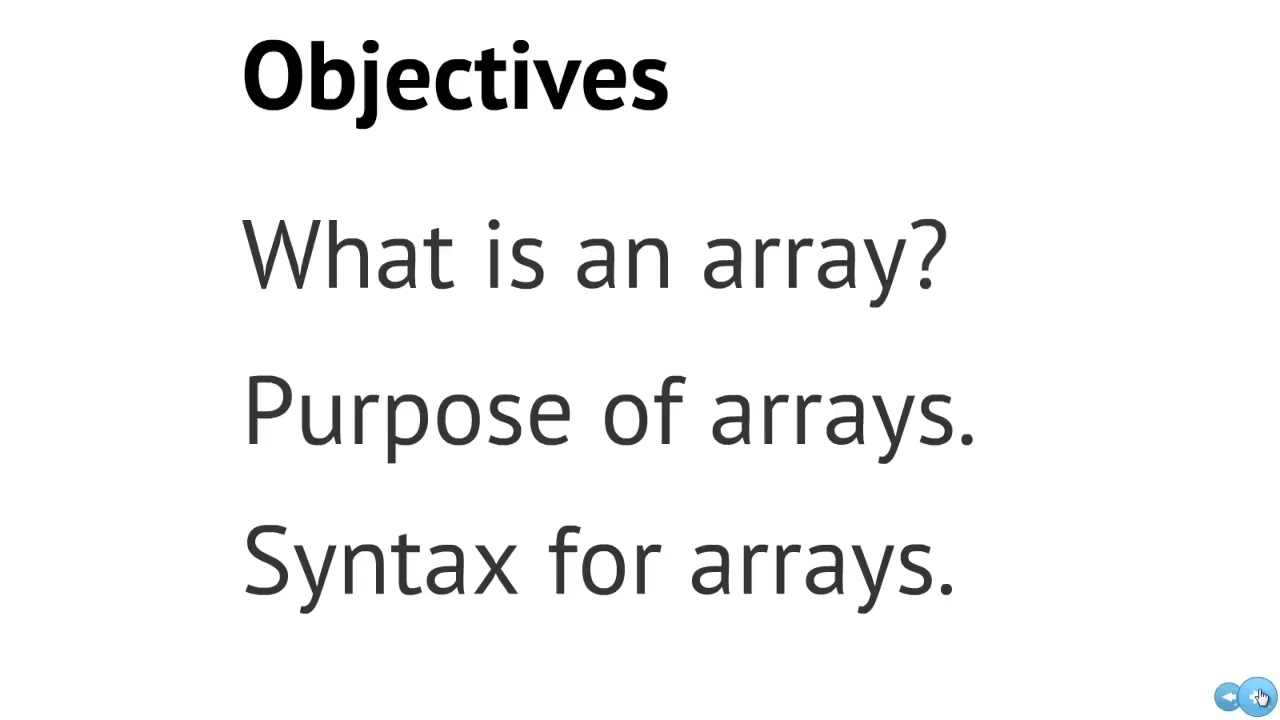 Objectives
What is an array?
Purpose of arrays.
Syntax for arrays.